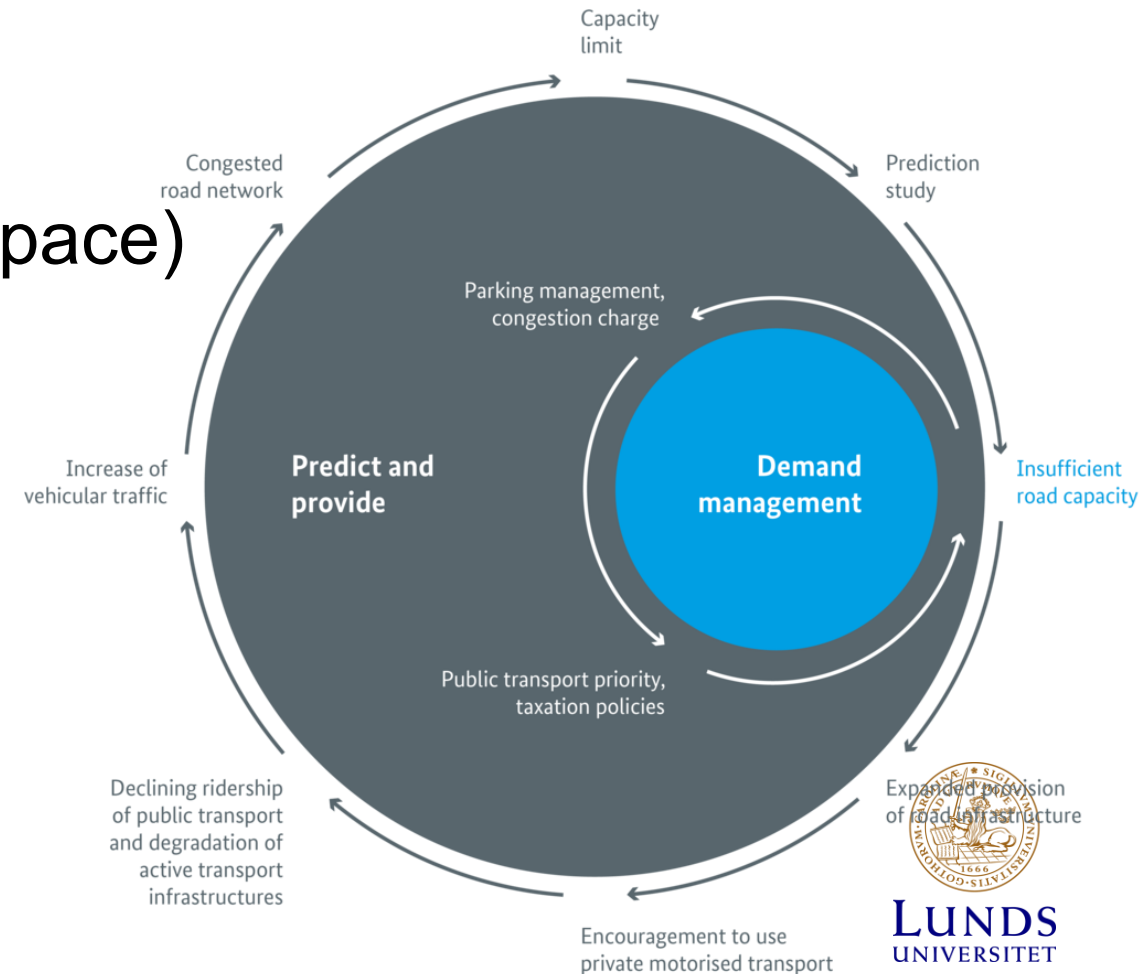 Capacity
limit
Congested
road network
Prediction
study
pace)
Parking management,
congestion charge
Predict and
provide
Demand
management
Increase of
vehicular traffic
Insufficient
road capacity
Public transport priority,
taxation policies
Declining ridership
of public transport
and degradation of
active transport
infrastructures
Expanded provision
of road infrastructure
1666
LUNDS
UNIVERSITET
Encouragement to use
private motorised transport